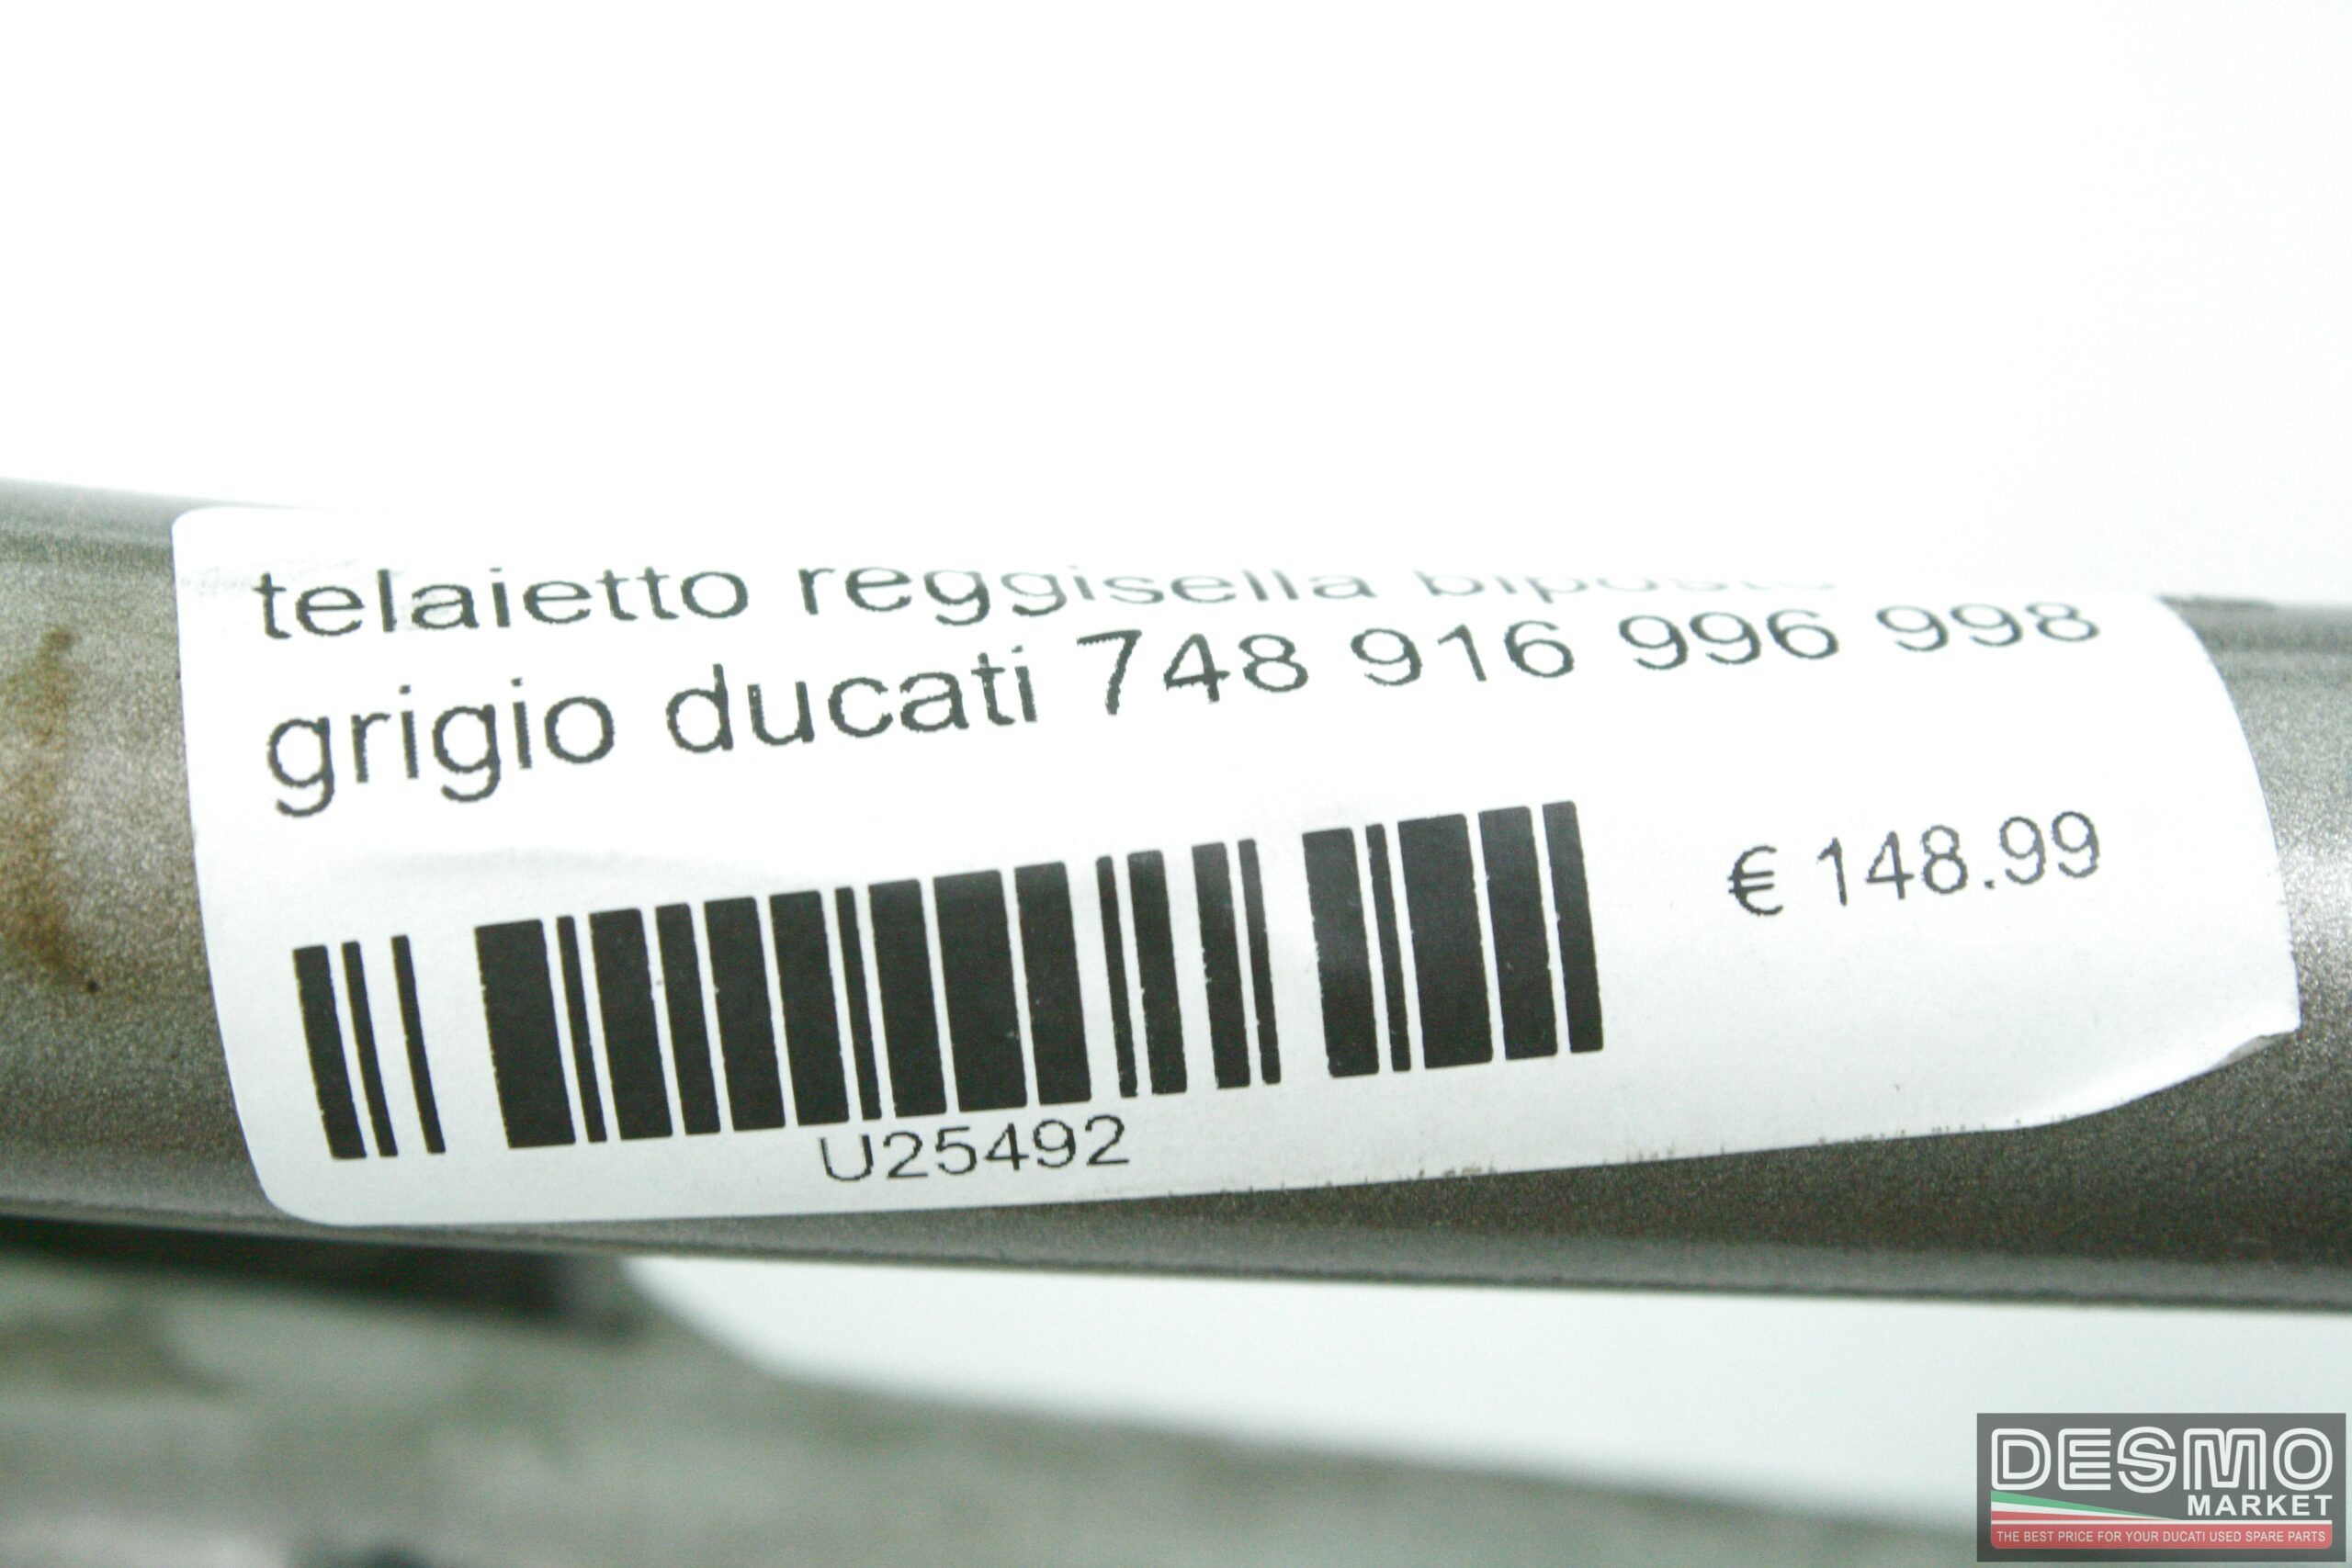 telaietto reggisella biposto
grigio ducati 748 916 996 998
€ 148.99
U25492
DESMO
MARKET
THE BEST PRICE FOR YOUR DUCATI USED SPARE PARTS